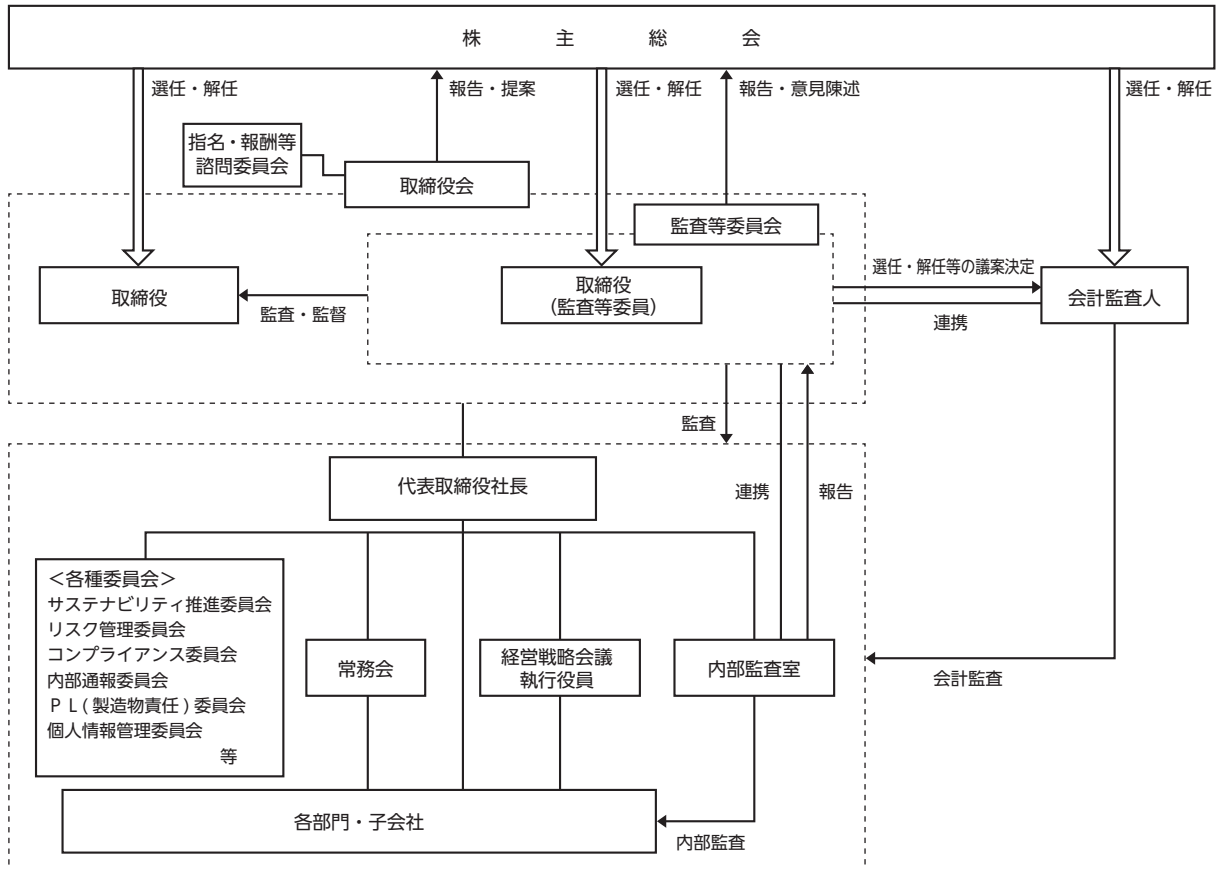 株主総会
選任・解任
報告・提案
選任・解任
報告・意見陳述
選任・解任
指名・報酬等
諮問委員会
取締役会
監査等委員会
取締役
監査・監督
取締役
(監査等委員)
選任・解任等の議案決定
会計監査人
連携
監査
代表取締役社長
連携
報告
＜各種委員会＞
サステナビリティ推進委員会
リスク管理委員会
コンプライアンス委員会
内部通報委員会
ＰＬ(製造物責任)委員会
個人情報管理委員会
等
常務会
経営戦略会議
執行役員
内部監査室
会計監査
各部門・子会社
内部監査